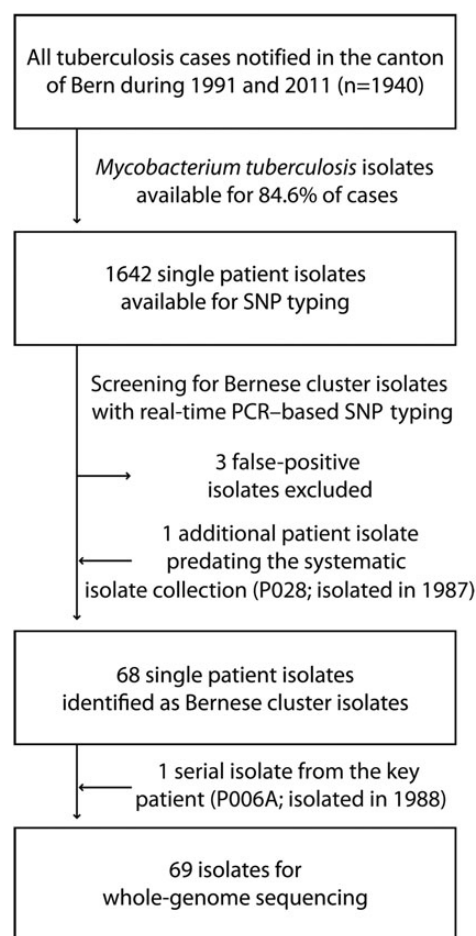 All tuberculosis cases notified in the canton
of Bern during 1991 and 2011 (n=1940)
Mycobacterium tuberculosis isolates
available for 84.6% of cases
1642 single patient isolates
available for SNP typing
Screening for Bernese cluster isolates
with real-time PCR–based SNP typing
3 false-positive
isolates excluded
1 additional patient isolate
predating the systematic
isolate collection (P028; isolated in 1987)
68 single patient isolates
identified as Bernese cluster isolates
1 serial isolate from the key
patient (P006A; isolated in 1988)
69 isolates for
whole-genome sequencing